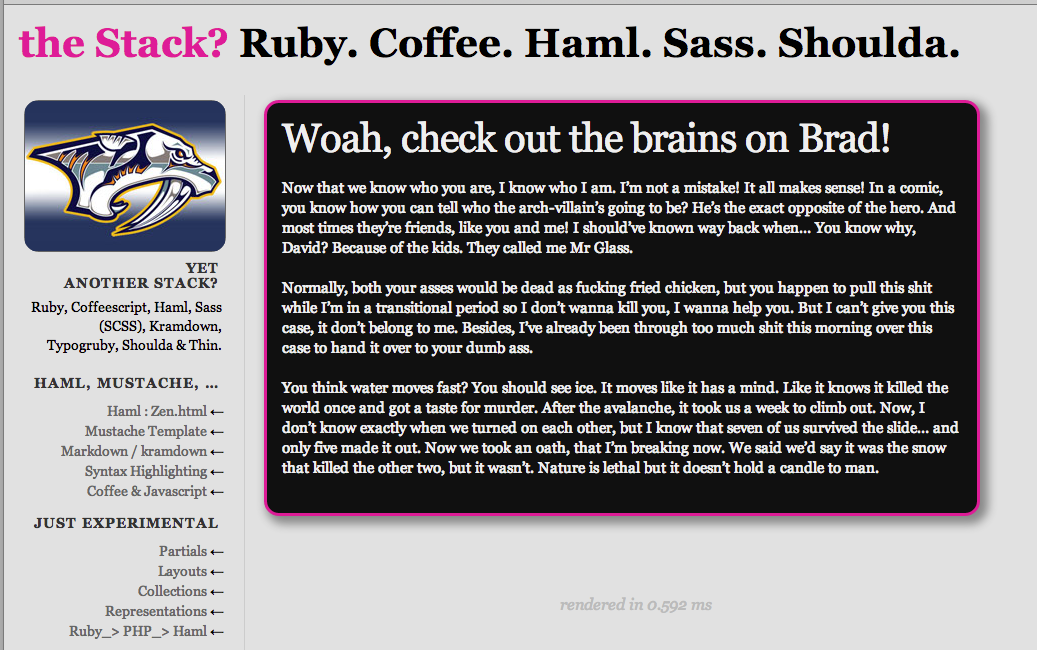 the Stack? Ruby. Coffee. Haml. Sass. Shoulda.
YET
ANOTHER STACK?
Ruby, Coffeescript, Haml, Sass
(SCSS), Kramdown,
Typogruby, Shoulda & Thin.
HAML, MUSTACHE, ...
Haml : Zen.html ←
Mustache Template ←
Markdown / kramdown ←
Syntax Highlighting ←
Coffee & Javascript ←
JUST EXPERIMENTAL
Partials ←
Layouts ←
Collections ←
Representations ←
Ruby_> PHP_> Haml ←
Woah, check out the brains on Brad!
Now that we know who you are, I know who I am. I’m not a mistake! It all makes sense! In a comic,
you know how you can tell who the arch-villain’s going to be? He’s the exact opposite of the hero. And
most times they’re friends, like you and me! I should’ve known way back when... You know why,
David? Because of the kids. They called me Mr Glass.
Normally, both your asses would be dead as fucking fried chicken, but you happen to pull this shit
while I’m in a transitional period so I don’t wanna kill you, I wanna help you. But I can’t give you this
case, it don’t belong to me. Besides, I’ve already been through too much shit this morning over this
case to hand it over to your dumb ass.
You think water moves fast? You should see ice. It moves like it has a mind. Like it knows it killed the
world once and got a taste for murder. After the avalanche, it took us a week to climb out. Now, I
don’t know exactly when we turned on each other, but I know that seven of us survived the slide... and
only five made it out. Now we took an oath, that I’m breaking now. We said we’d say it was the snow
that killed the other two, but it wasn’t. Nature is lethal but it doesn’t hold a candle to man.
rendered in 0.592 ms